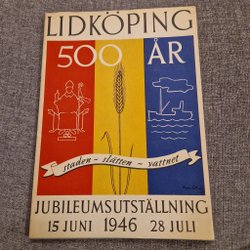 LIDKÖPING
500 ÅR
staden - slätten - vattnet
JUBILEUMSUTSTÄLLNING
15 JUNI 1946 28 JULI